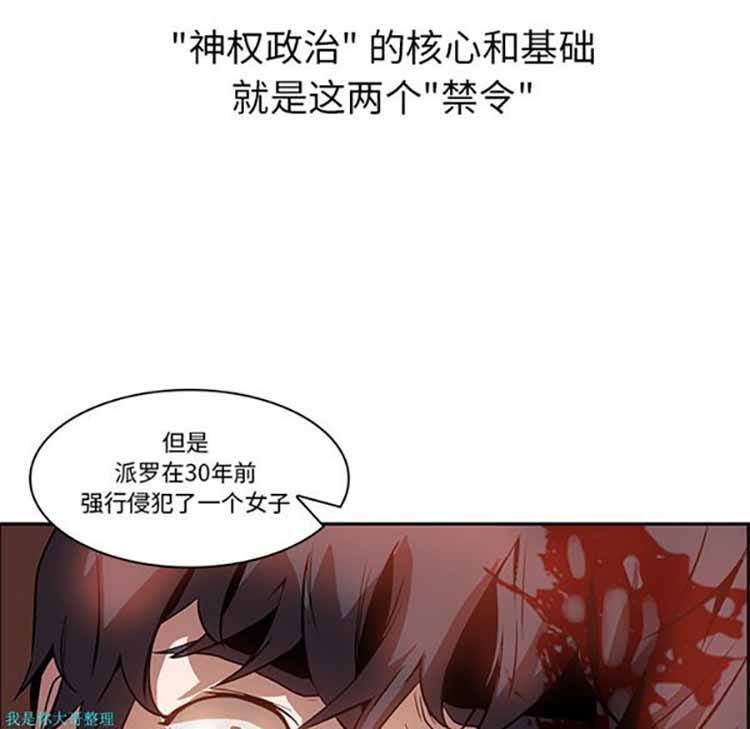 "神权政治" 的核心和基础
就是这两个"禁令"
但是
派罗在30年前
强行侵犯了一个女子
我是你大哥整理